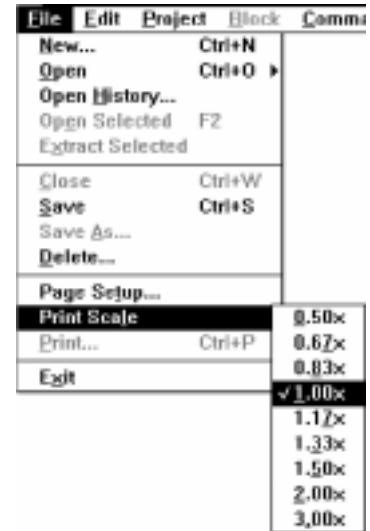 File Edit Project Block Comma
New... Ctrl+N
Open Ctrl+O
Open History...
Open Selected F2
Extract Selected
Close Ctrl+W
Save Ctrl+S
Save As...
Delete...
Page Setup...
Print Scale
Print... Ctrl+P
Exit
0.50x
0.67x
0.83x
✓1.00x
1.17x
1.33x
1.50x
2.00x
3.00x